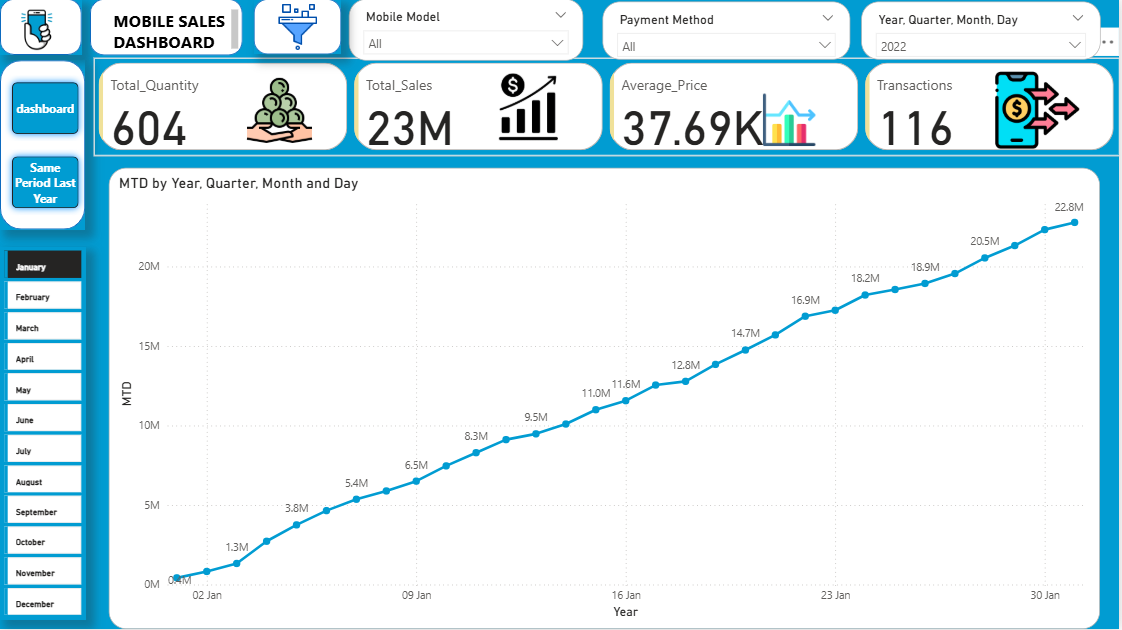 MOBILE SALES
DASHBOARD
Mobile Model
All
Payment Method
All
Year, Quarter, Month, Day
2022
dashboard
Same
Period Last
Year
Total_Quantity
604
Total_Sales
23M
Average_Price
37.69K
Transactions
116
January
February
March
April
May
June
July
August
September
October
November
December
MTD by Year, Quarter, Month and Day
MTD
20M
15M
10M
5M
0M
0.4M
1.3M
3.8M
5.4M
6.5M
8.3M
9.5M
11.0M
11.6M
12.8M
14.7M
16.9M
18.2M
18.9M
20.5M
22.8M
02 Jan
09 Jan
16 Jan
23 Jan
30 Jan
Year